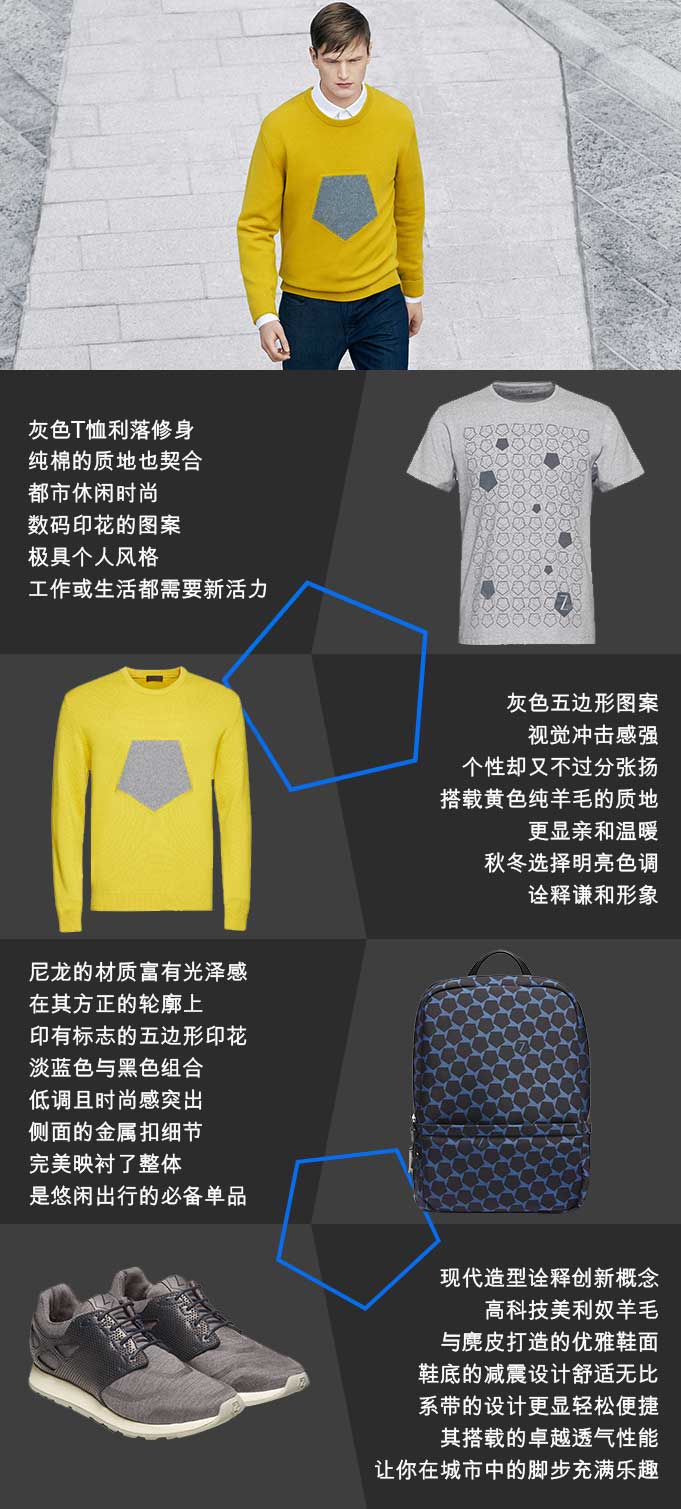 灰色T恤利落修身
纯棉的质地也契合
都市休闲时尚
数码印花的图案
极具个人风格
工作或生活都需要新活力
Z
灰色五边形图案
视觉冲击感强
个性却又不过分张扬
搭载黄色纯羊毛的质地
更显亲和温暖
秋冬选择明亮色调
诠释谦和形象
尼龙的材质富有光泽感
在其方正的轮廓上
印有标志的五边形印花
淡蓝色与黑色组合
低调且时尚感突出
侧面的金属扣细节
完美映衬了整体
是悠闲出行的必备单品
Z
现代造型诠释创新概念
高科技美利奴羊毛
与麂皮打造的优雅鞋面
鞋底的减震设计舒适无比
系带的设计更显轻松便捷
其搭载的卓越透气性能
让你在城市中的脚步充满乐趣